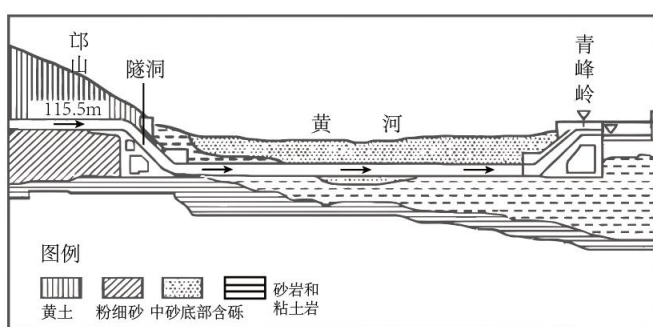 邙山
隧洞
115.5m
黄河
青峰岭
图例
黄土
粉细砂
中砂底部含砾
砂岩和
粘土岩